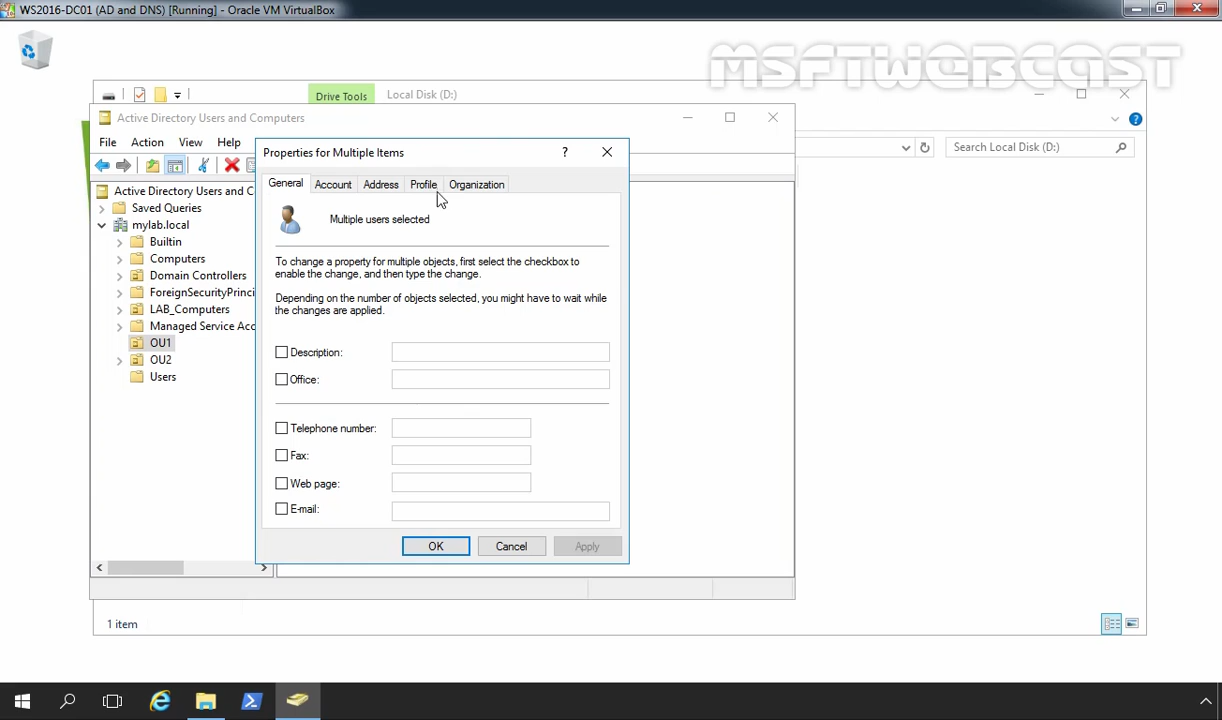 WS2016-DC01 (AD and DNS) [Running] - Oracle VM VirtualBox
MSFTWEBCAST
Drive Tools
Local Disk (D:)
Active Directory Users and Computers
File Action View Help
Search Local Disk (D:)
Properties for Multiple Items
General Account Address Profile Organization
Active Directory Users and C
Saved Queries
mylab.local
Builtin
Computers
Domain Controllers
ForeignSecurityPrinci
LAB_Computers
Managed Service Acc
OU1
OU2
Users
Multiple users selected
To change a property for multiple objects, first select the checkbox to
enable the change, and then type the change.
Depending on the number of objects selected, you might have to wait while
the changes are applied.
Description:
Office:
Telephone number:
Fax:
Web page:
E-mail:
OK Cancel Apply
1 item